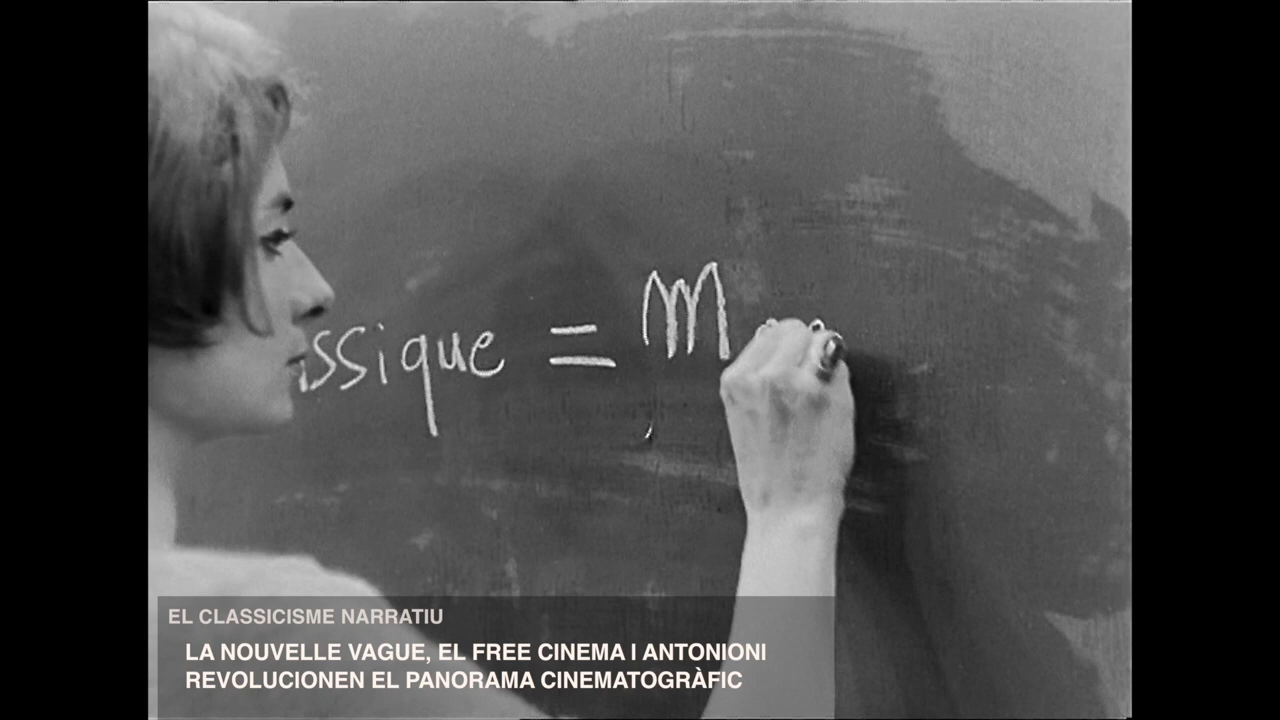 ssique = M
EL CLASSICISME NARRATIU
LA NOUVELLE VAGUE, EL FREE CINEMA I ANTONIONI
REVOLUCIONEN EL PANORAMA CINEMATOGRÀFIC